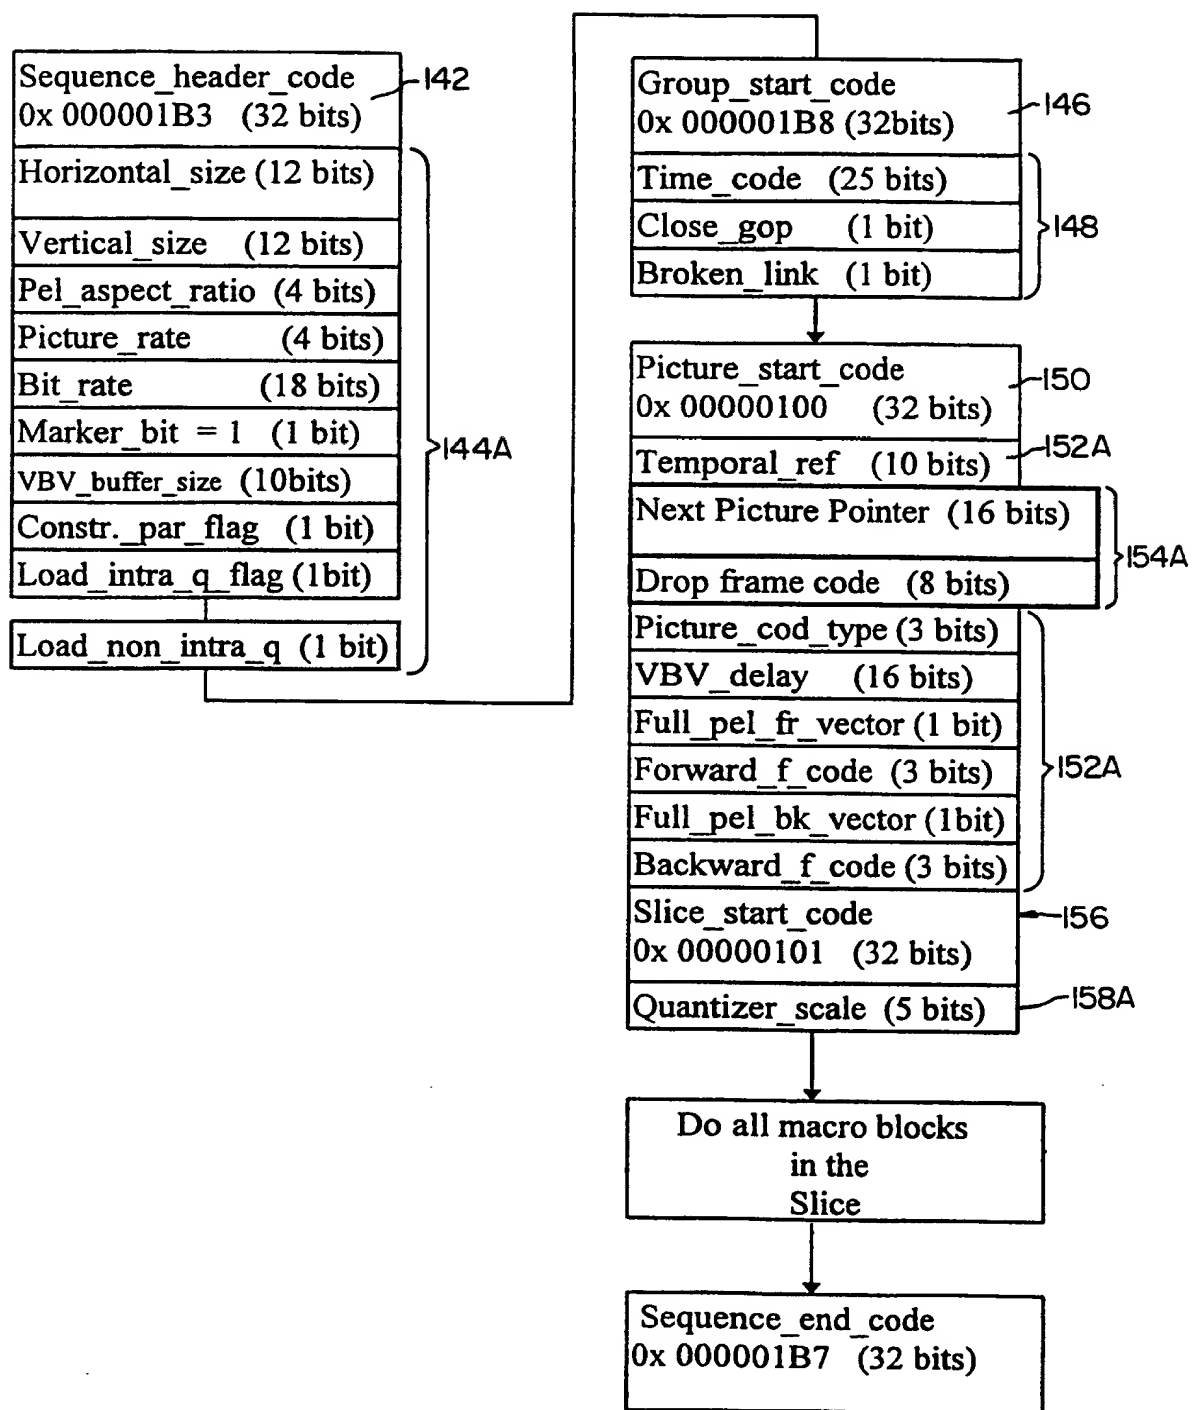 Sequence_header_code
0x 000001B3 (32 bits)
142
Horizontal_size (12 bits)
Vertical_size (12 bits)
Pel_aspect_ratio (4 bits)
Picture_rate (4 bits)
Bit_rate (18 bits)
Marker_bit = 1 (1 bit)
VBV_buffer_size (10bits)
Constr._par_flag (1 bit)
Load_intra_q_flag (1bit)
Load_non_intra_q (1 bit)
144A
Group_start_code
0x 000001B8 (32bits)
146
Time_code (25 bits)
Close_gop (1 bit)
Broken_link (1 bit)
148
Picture_start_code
0x 00000100 (32 bits)
150
Temporal_ref (10 bits)
152A
Next Picture Pointer (16 bits)
Drop frame code (8 bits)
154A
Picture_cod_type (3 bits)
VBV_delay (16 bits)
Full_pel_fr_vector (1 bit)
Forward_f_code (3 bits)
Full_pel_bk_vector (1bit)
Backward_f_code (3 bits)
152A
Slice_start_code
0x 00000101 (32 bits)
156
Quantizer_scale (5 bits)
158A
Do all macro blocks
in the
Slice
Sequence_end_code
0x 000001B7 (32 bits)